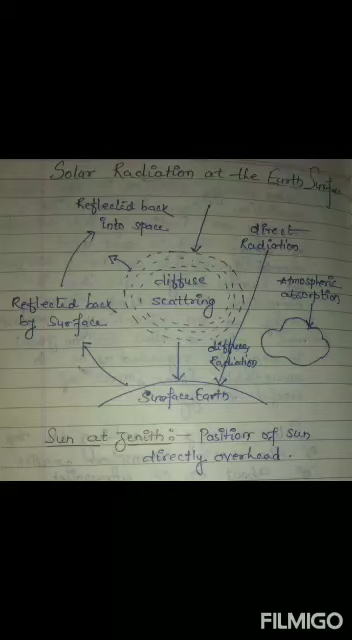 Solar Radiation at the Earth Surface
Reflected back
into space
direct
Radiation
diffuse
scattring
Atmospheric
absorption
Reflected back
by surface
diffuse
Radiation
Surface Earth
Sun at Zenith:- Position of sun
directly overhead.
FILMIGO